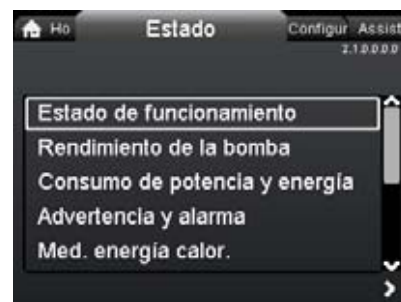 Ho Estado Configur Assist
2.1.0.0.0.0
Estado de funcionamiento
Rendimiento de la bomba
Consumo de potencia y energía
Advertencia y alarma
Med. energía calor.